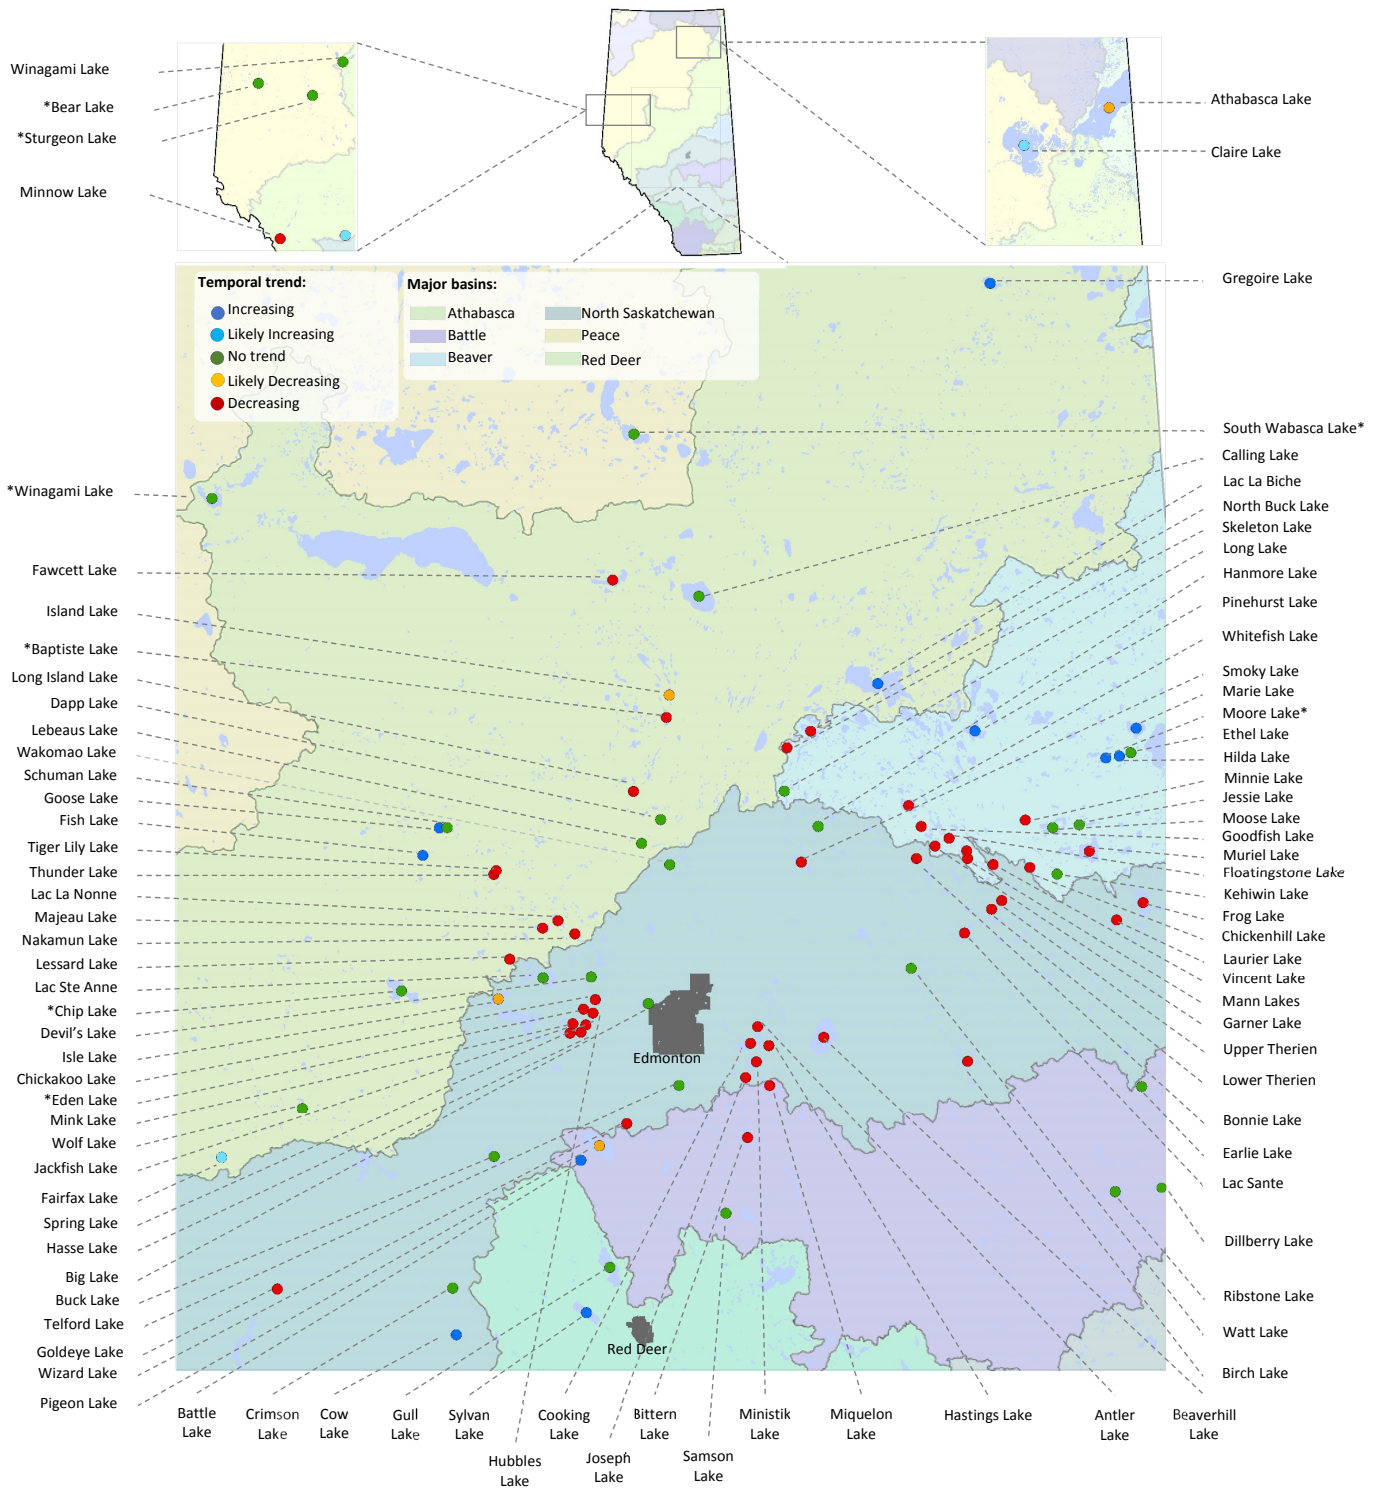 Winagami Lake
*Bear Lake
*Sturgeon Lake
Minnow Lake
Athabasca Lake
Claire Lake
Temporal trend:
Increasing
Likely Increasing
No trend
Likely Decreasing
Decreasing
Major basins:
Athabasca
Battle
Beaver
North Saskatchewan
Peace
Red Deer
*Winagami Lake
Fawcett Lake
Island Lake
*Baptiste Lake
Long Island Lake
Dapp Lake
Lebeaus Lake
Wakomao Lake
Schuman Lake
Goose Lake
Fish Lake
Tiger Lily Lake
Thunder Lake
Lac La Nonne
Majeau Lake
Nakamun Lake
Lessard Lake
Lac Ste Anne
*Chip Lake
Devil's Lake
Isle Lake
Chickakoo Lake
*Eden Lake
Mink Lake
Wolf Lake
Jackfish Lake
Fairfax Lake
Spring Lake
Hasse Lake
Big Lake
Buck Lake
Telford Lake
Goldeye Lake
Wizard Lake
Pigeon Lake
Gregoire Lake
South Wabasca Lake*
Calling Lake
Lac La Biche
North Buck Lake
Skeleton Lake
Long Lake
Hanmore Lake
Pinehurst Lake
Whitefish Lake
Smoky Lake
Marie Lake
Moore Lake*
Ethel Lake
Hilda Lake
Minnie Lake
Jessie Lake
Moose Lake
Goodfish Lake
Muriel Lake
Floatingstone Lake
Kehiwin Lake
Frog Lake
Chickenhill Lake
Laurier Lake
Vincent Lake
Mann Lakes
Garner Lake
Upper Therien
Lower Therien
Bonnie Lake
Earlie Lake
Lac Sante
Dillberry Lake
Ribstone Lake
Watt Lake
Birch Lake
Edmonton
Red Deer
Battle
Lake
Crimson
Lake
Cow
Lake
Gull
Lake
Sylvan
Lake
Hubbles
Lake
Cooking
Lake
Joseph
Lake
Bittern
Lake
Samson
Lake
Ministik
Lake
Miquelon
Lake
Hastings Lake
Antler
Lake
Beaverhill
Lake